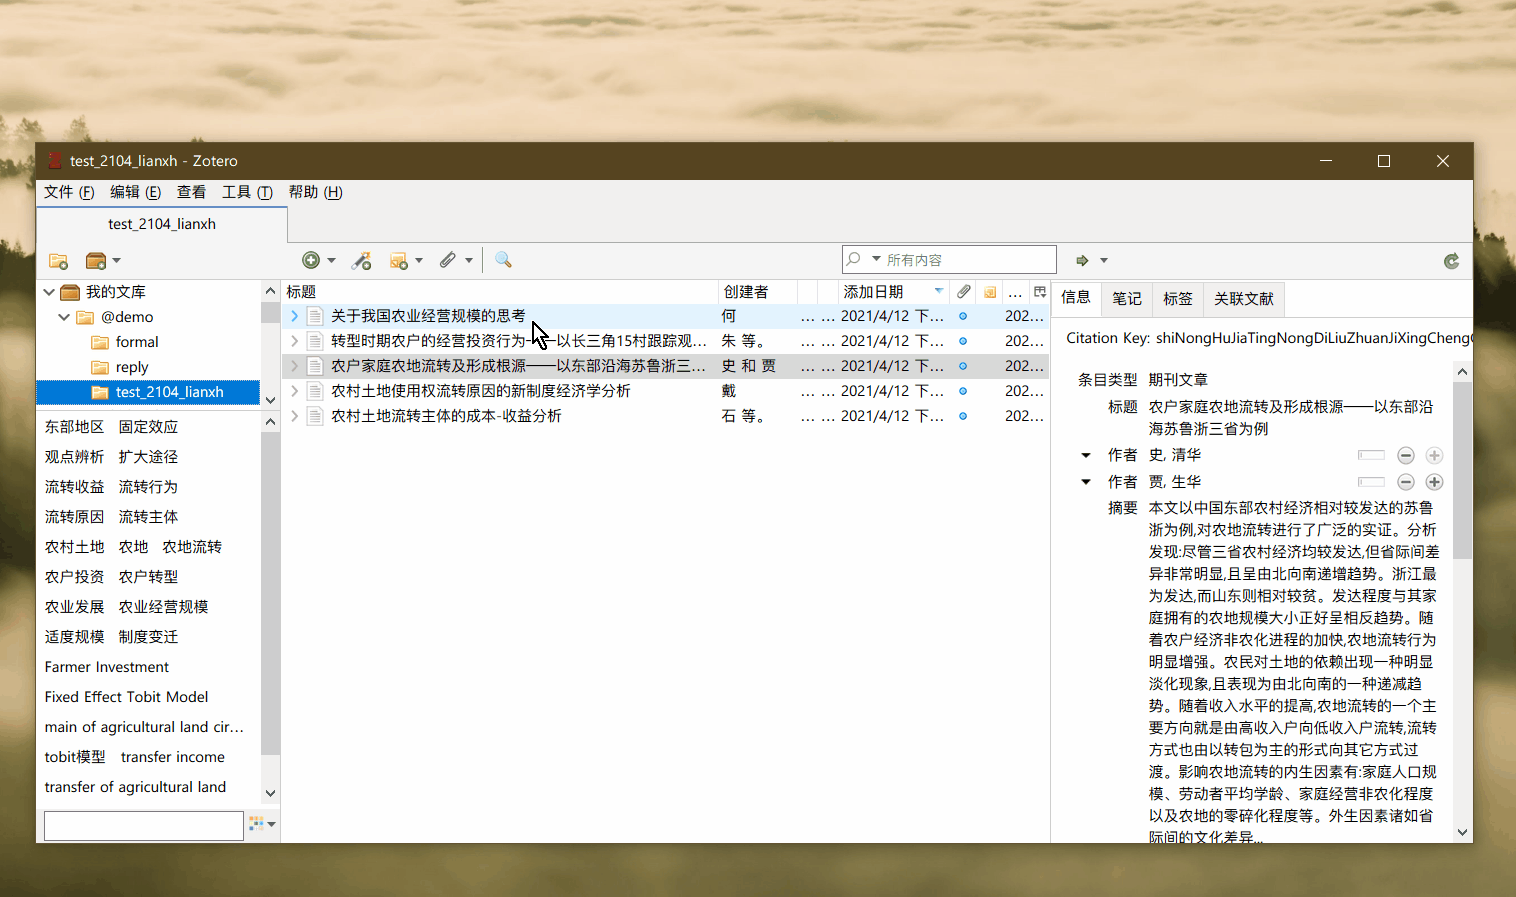 test_2104_lianxh - Zotero
文件 (F) 编辑 (E) 查看 工具 (T) 帮助 (H)
test_2104_lianxh
所有内容
我的文库
@demo
formal
reply
test_2104_lianxh
东部地区 固定效应
观点辨析 扩大途径
流转收益 流转行为
流转原因 流转主体
农村土地 农地 农地流转
农户投资 农户转型
农业发展 农业经营规模
适度规模 制度变迁
Farmer Investment
Fixed Effect Tobit Model
main of agricultural land cir...
tobit模型 transfer income
transfer of agricultural land
标题 创建者 添加日期 ...
关于我国农业经营规模的思考 何 ... ... 2021/4/12 下... 202...
转型时期农户的经营投资行为——以长三角15村跟踪观... 朱 等。 ... ... 2021/4/12 下... 202...
农户家庭农地流转及形成根源——以东部沿海苏鲁浙三... 史 和 贾 ... ... 2021/4/12 下... 202...
农村土地使用权流转原因的新制度经济学分析 戴 ... ... 2021/4/12 下... 202...
农村土地流转主体的成本-收益分析 石 等。 ... ... 2021/4/12 下... 202...
信息 笔记 标签 关联文献
Citation Key: shiNongHuJiaTingNongDiLiuZhuanJiXingCheng
条目类型 期刊文章
标题 农户家庭农地流转及形成根源——以东部沿
海苏鲁浙三省为例
作者 史, 清华
作者 贾, 生华
摘要 本文以中国东部农村经济相对较发达的苏鲁
浙为例,对农地流转进行了广泛的实证。分析
发现:尽管三省农村经济均较发达,但省际间差
异非常明显,且呈由北向南递增趋势。浙江最
为发达,而山东则相对较贫。发达程度与其家
庭拥有的农地规模大小正好呈相反趋势。随
着农户经济非农化进程的加快,农地流转行为
明显增强。农民对土地的依赖出现一种明显
淡化现象,且表现为由北向南的一种递减趋
势。随着收入水平的提高,农地流转的一个主
要方向就是由高收入户向低收入户流转,流转
方式也由以转包为主的形式向其它方式过
渡。影响农地流转的内生因素有:家庭人口规
模、劳动者平均学龄、家庭经营非农化程度
以及农地的零碎化程度等。外生因素诸如省
际间的文化差异...